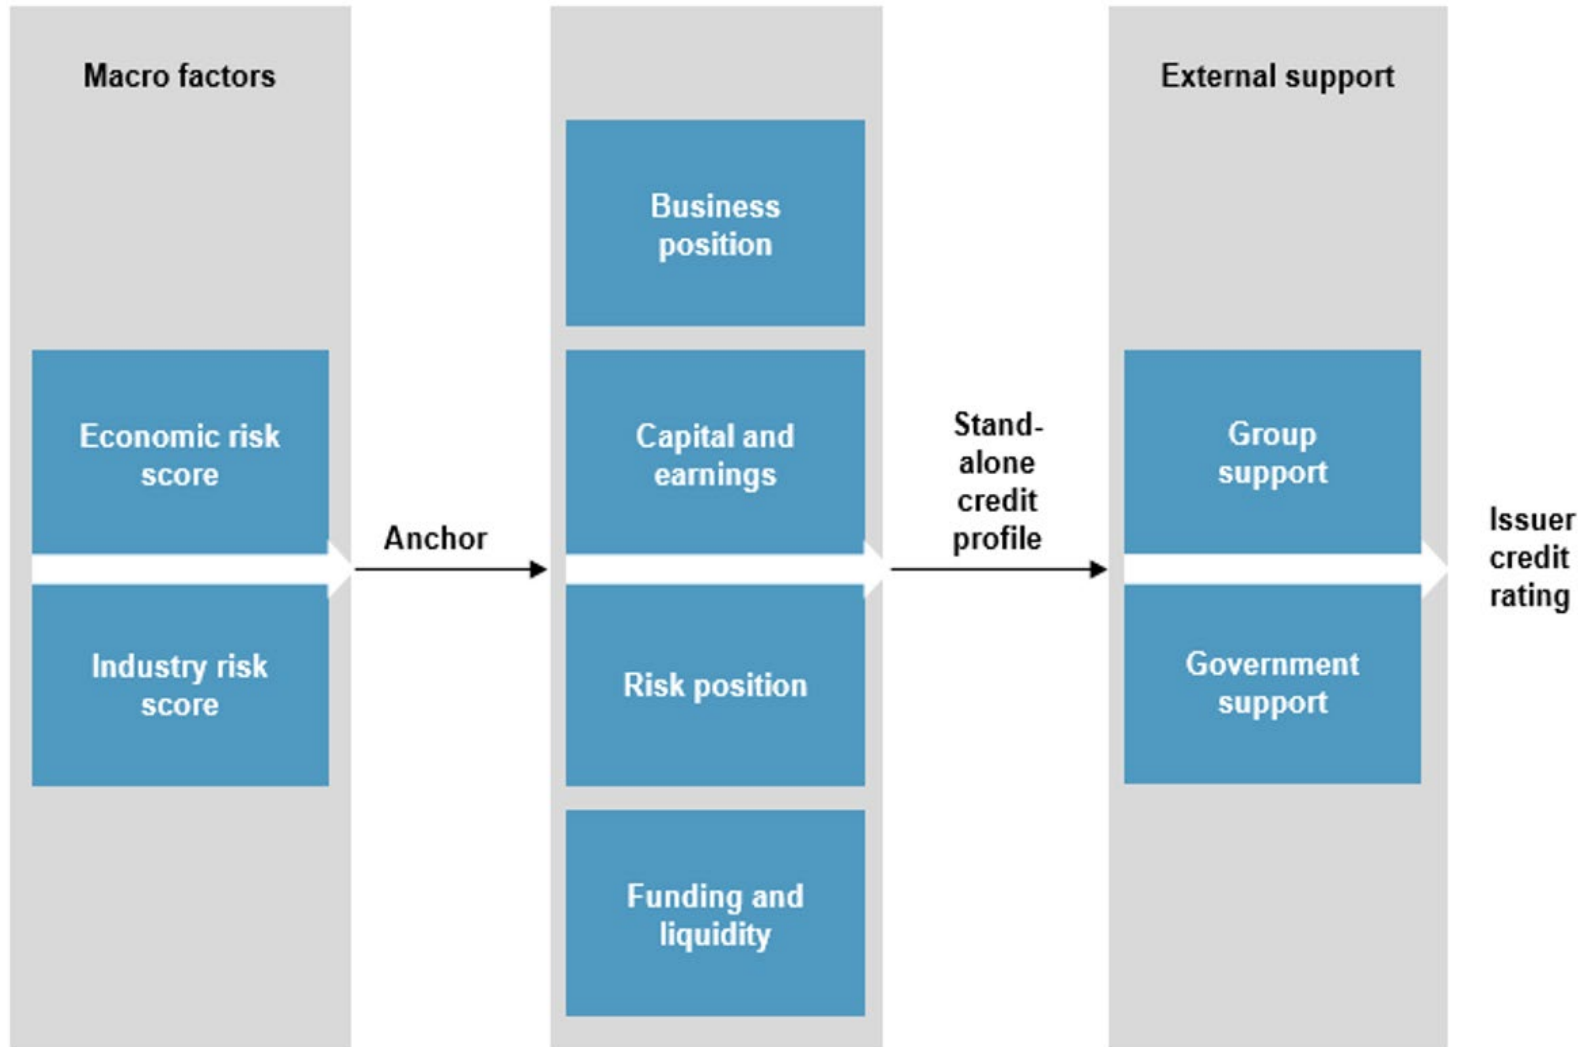 Macro factors
Economic risk
score
Industry risk
score
Anchor
Business
position
Capital and
earnings
Risk position
Funding and
liquidity
Stand-
alone
credit
profile
External support
Group
support
Government
support
Issuer
credit
rating